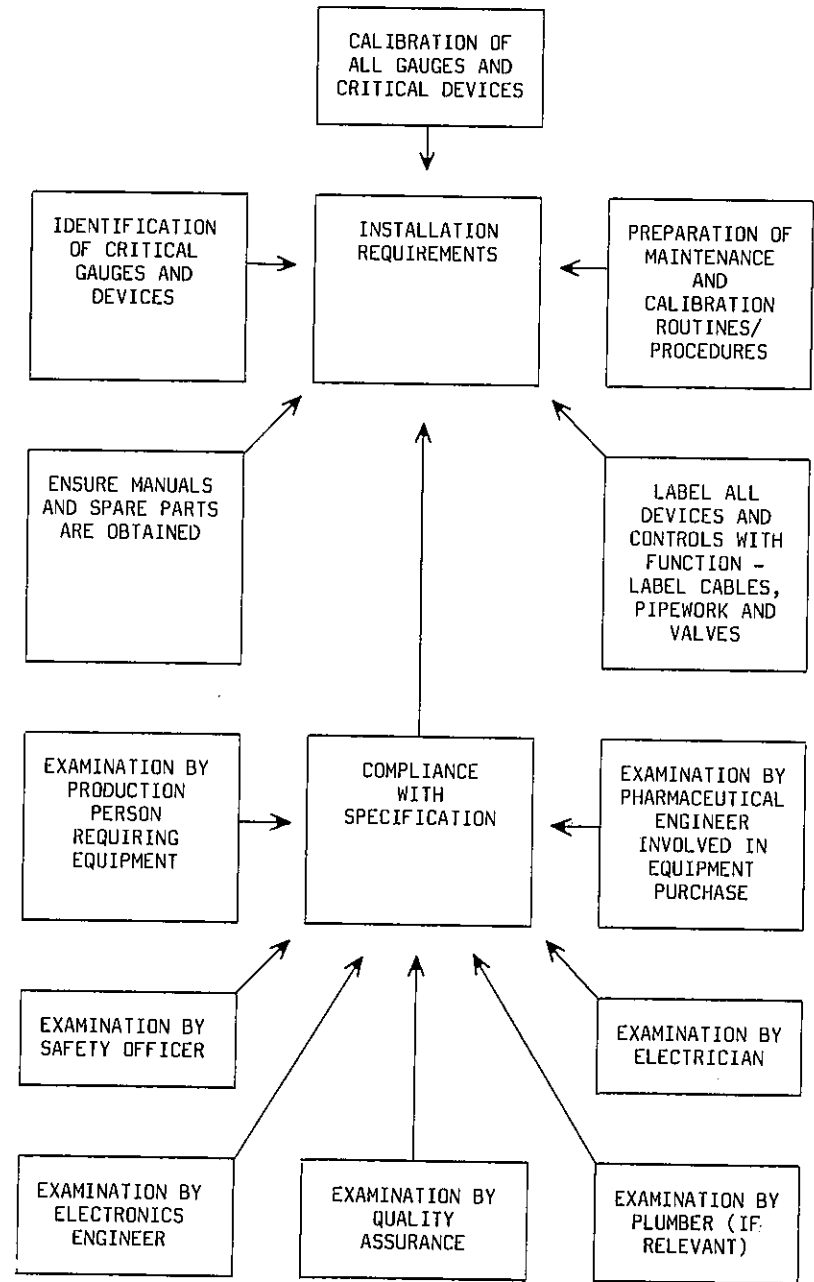 CALIBRATION OF
ALL GAUGES AND
CRITICAL DEVICES
IDENTIFICATION
OF CRITICAL
GAUGES AND
DEVICES
INSTALLATION
REQUIREMENTS
PREPARATION OF
MAINTENANCE
AND
CALIBRATION
ROUTINES/
PROCEDURES
ENSURE MANUALS
AND SPARE PARTS
ARE OBTAINED
LABEL ALL
DEVICES AND
CONTROLS WITH
FUNCTION -
LABEL CABLES,
PIPEWORK AND
VALVES
EXAMINATION BY
PRODUCTION
PERSON
REQUIRING
EQUIPMENT
COMPLIANCE
WITH
SPECIFICATION
EXAMINATION BY
PHARMACEUTICAL
ENGINEER
INVOLVED IN
EQUIPMENT
PURCHASE
EXAMINATION BY
SAFETY OFFICER
EXAMINATION BY
ELECTRICIAN
EXAMINATION BY
ELECTRONICS
ENGINEER
EXAMINATION BY
QUALITY
ASSURANCE
EXAMINATION BY
PLUMBER (IF
RELEVANT)